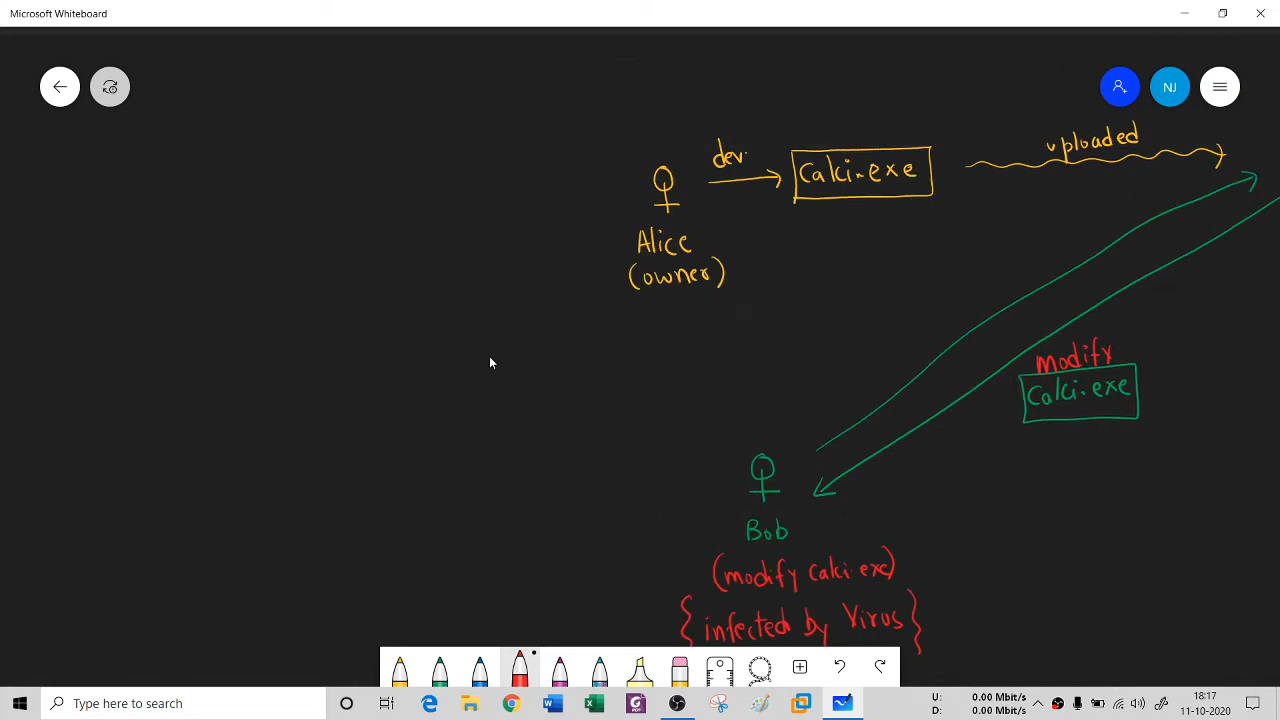 Microsoft Whiteboard
NJ
uploaded
dev.
Calci.exe
Alice
(owner)
modify
Calci.exe
Bob
(modify calci exe)
{ infected by Virus }
Type here to search
U: 0.00 Mbit/s
D: 0.00 Mbit/s
18:17
11-10-2020